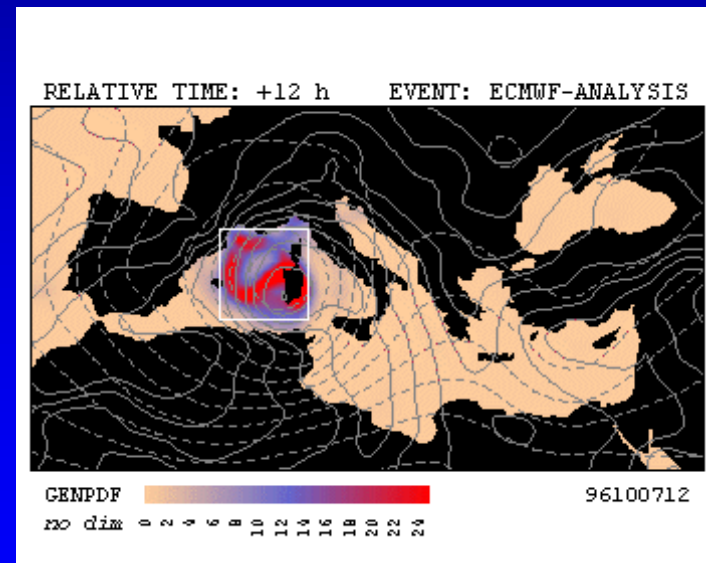 RELATIVE TIME: +12 h EVENT: ECMWF-ANALYSIS
GENPDF 96100712
no dim 0 2 4 6 8 10 12 14 16 18 20 22 24